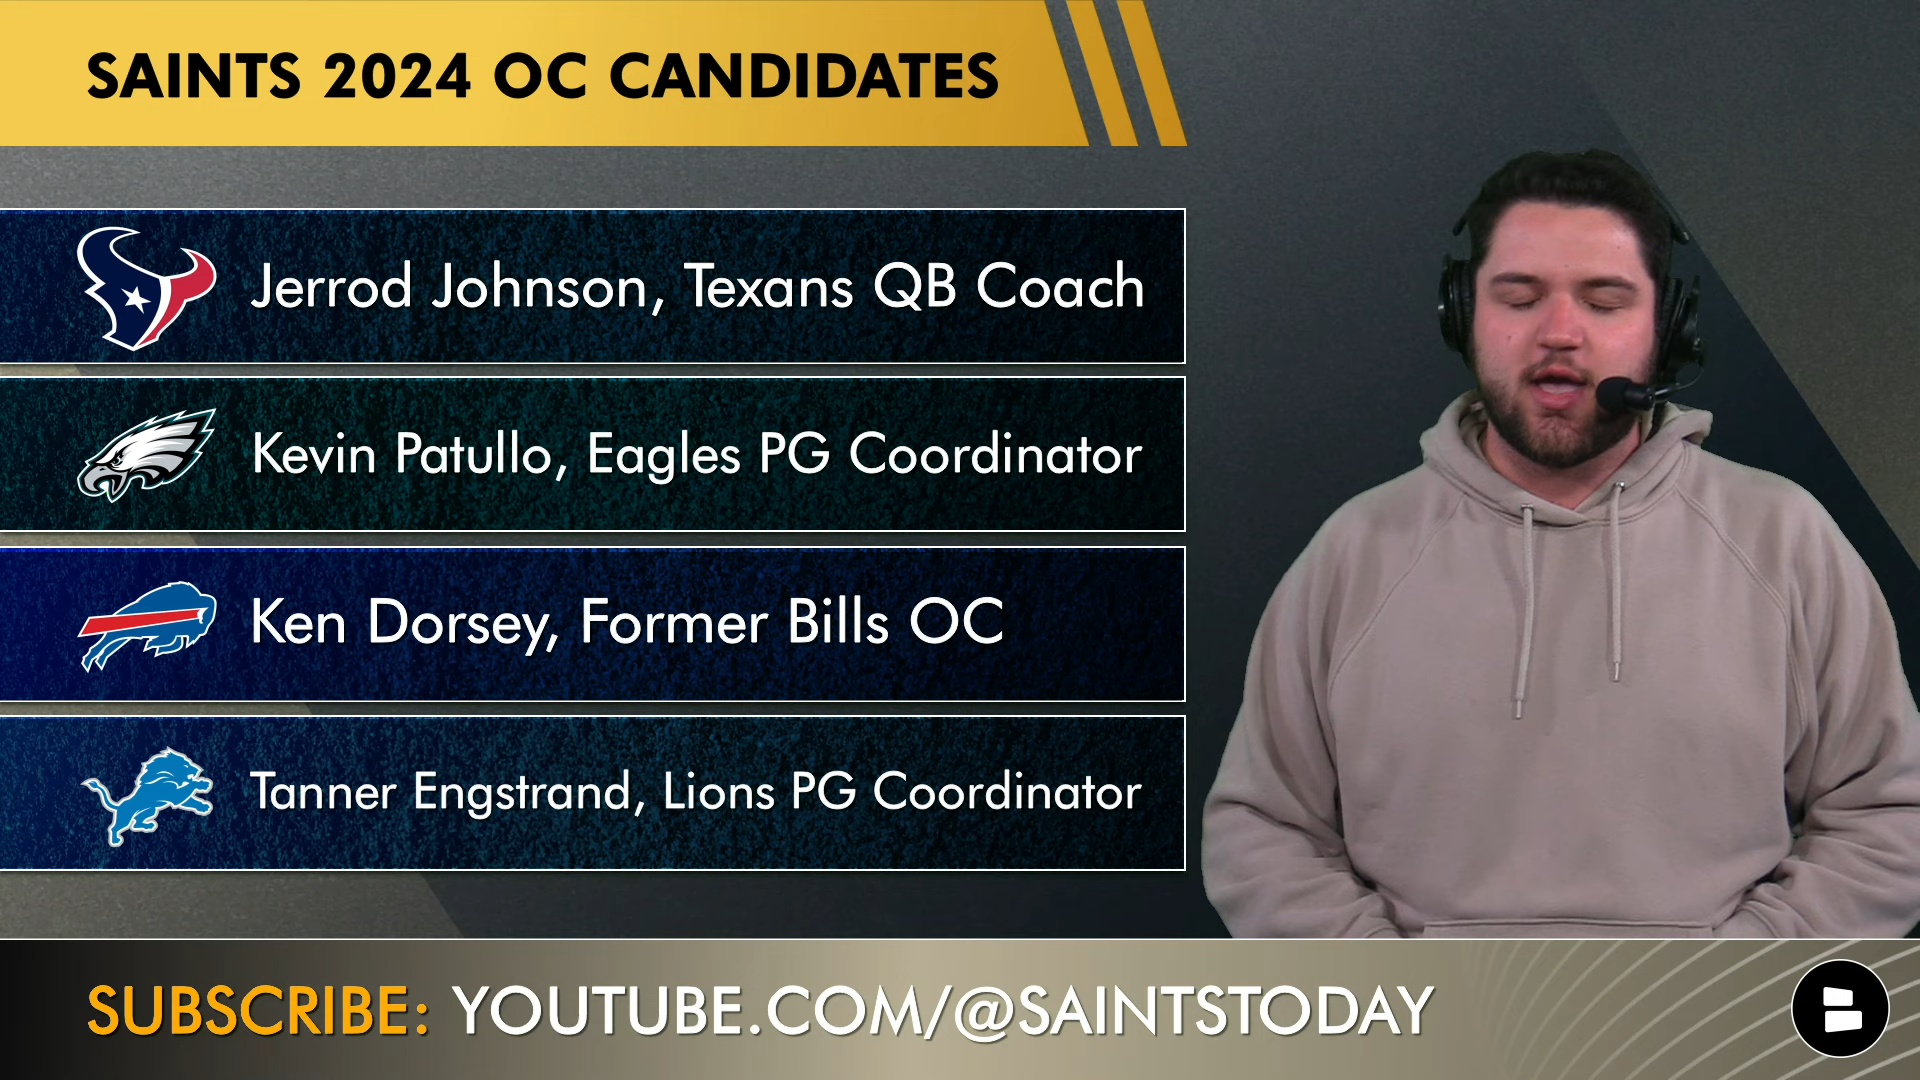 SAINTS 2024 OC CANDIDATES
Jerrod Johnson, Texans QB Coach
Kevin Patullo, Eagles PG Coordinator
Ken Dorsey, Former Bills OC
Tanner Engstrand, Lions PG Coordinator
SUBSCRIBE: YOUTUBE.COM/@SAINTSTODAY